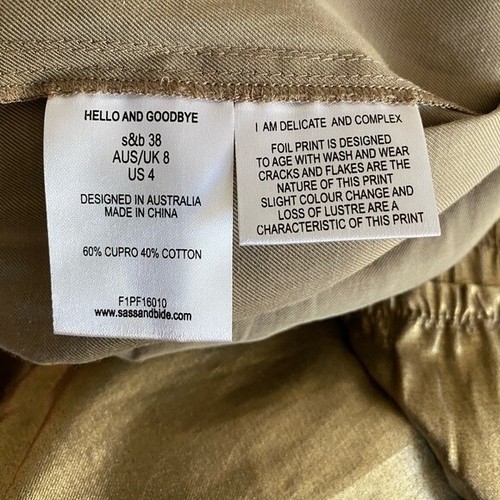 HELLO AND GOODBYE
s&b 38
AUS/UK 8
US 4
DESIGNED IN AUSTRALIA
MADE IN CHINA
60% CUPRO 40% COTTON
F1PF16010
www.sassandbide.com
I AM DELICATE AND COMPLEX
FOIL PRINT IS DESIGNED
TO AGE WITH WASH AND WEAR
CRACKS AND FLAKES ARE THE
NATURE OF THIS PRINT
SLIGHT COLOUR CHANGE AND
LOSS OF LUSTRE ARE A
CHARACTERISTIC OF THIS PRINT